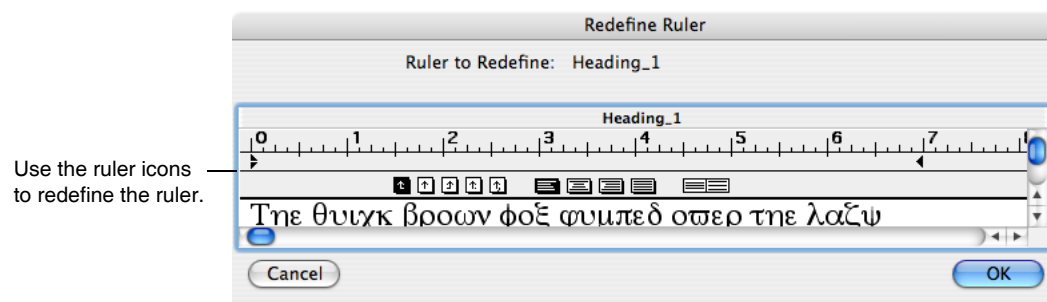 Redefine Ruler
Ruler to Redefine: Heading_1
Heading_1
0 1 2 3 4 5 6 7
Use the ruler icons
to redefine the ruler.
Τηε θυιχκ βροων φοξ φυμπεδ οϖερ τηε λαζψ
Cancel OK